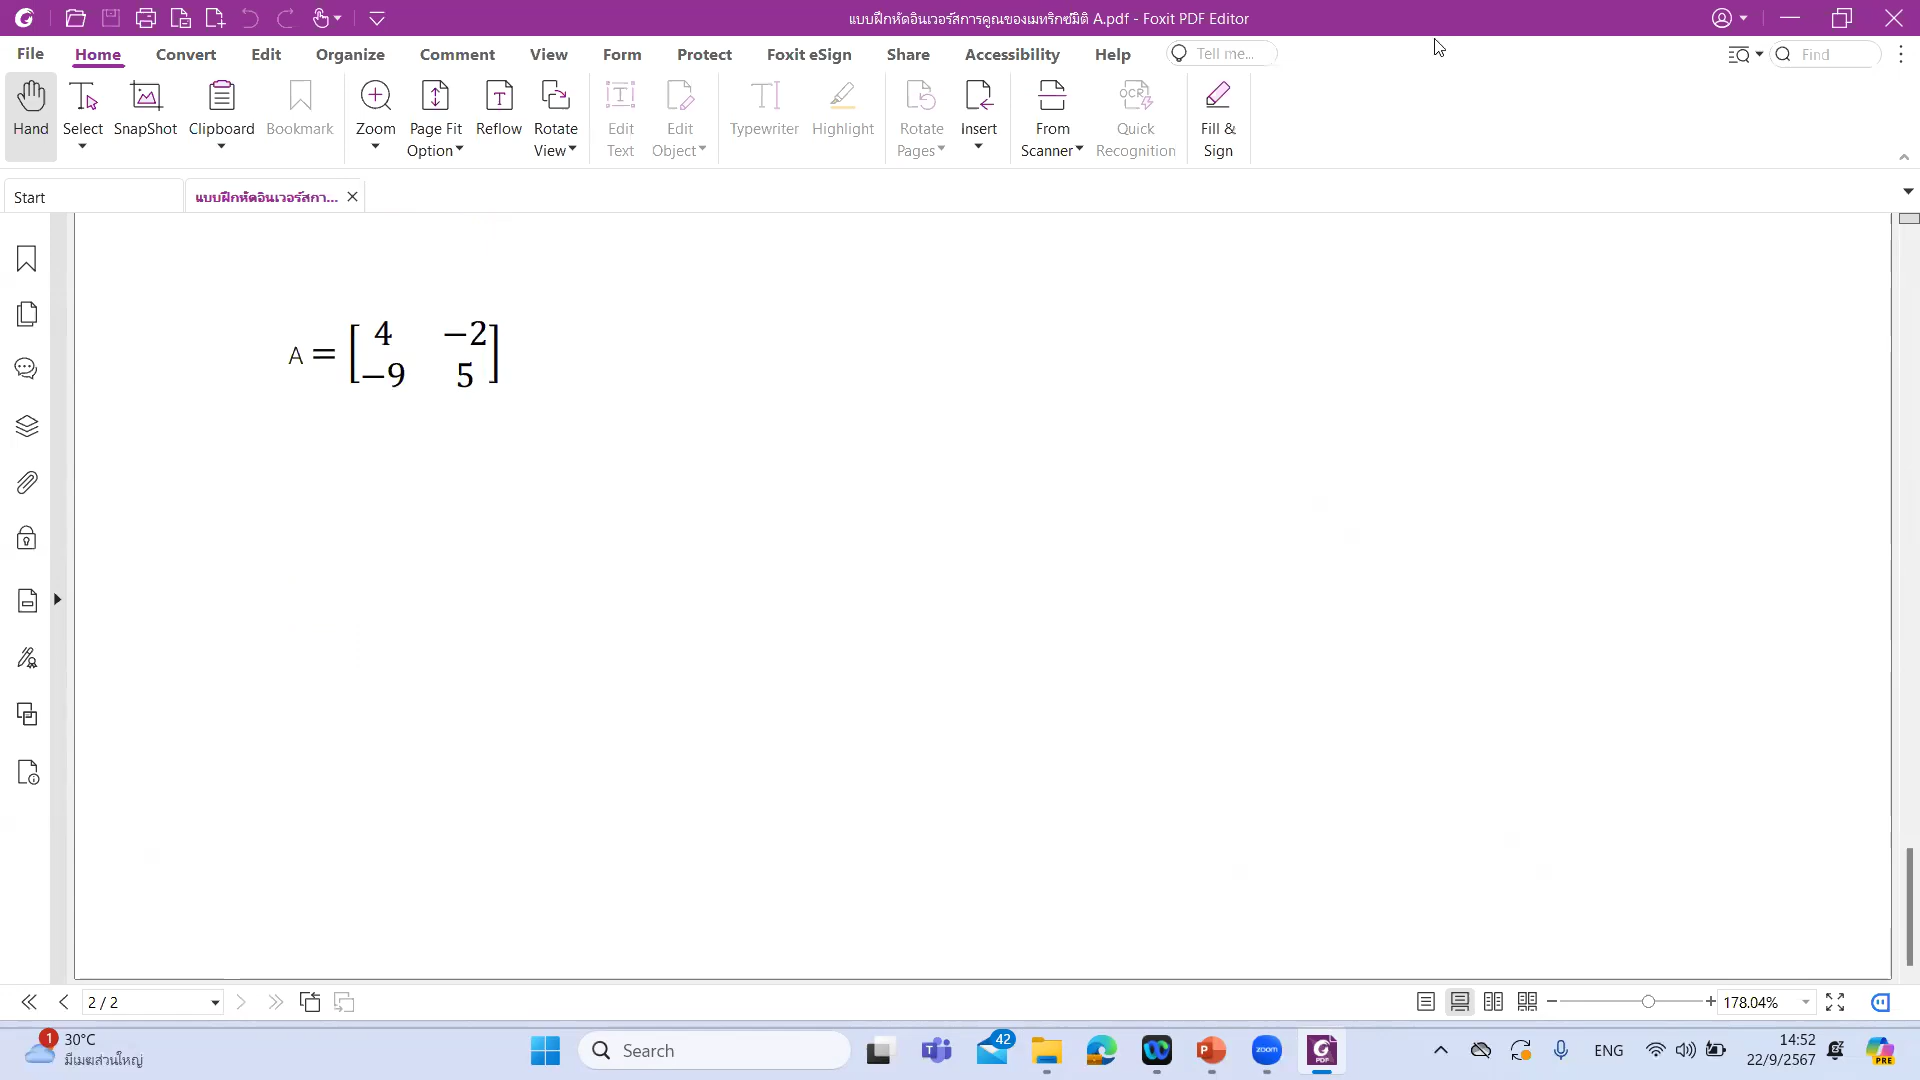 แบบฝึกหัดอินเวอร์สการคูณของเมทริกซ์มิติ A.pdf - Foxit PDF Editor
File Home Convert Edit Organize Comment View Form Protect Foxit eSign Share Accessibility Help Tell me... Find
Hand Select SnapShot Clipboard Bookmark Zoom Page Fit Option Reflow Rotate View Edit Text Edit Object Typewriter Highlight Rotate Pages Insert From Scanner OCR Quick Recognition Fill & Sign
Start แบบฝึกหัดอินเวอร์สกา...
A = [ 4 −2
−9 5 ]
2 / 2 178.04%
1 30°C
มีเมฆส่วนใหญ่
Search 42 zoom PDF ENG
14:52
22/9/2567
PRE